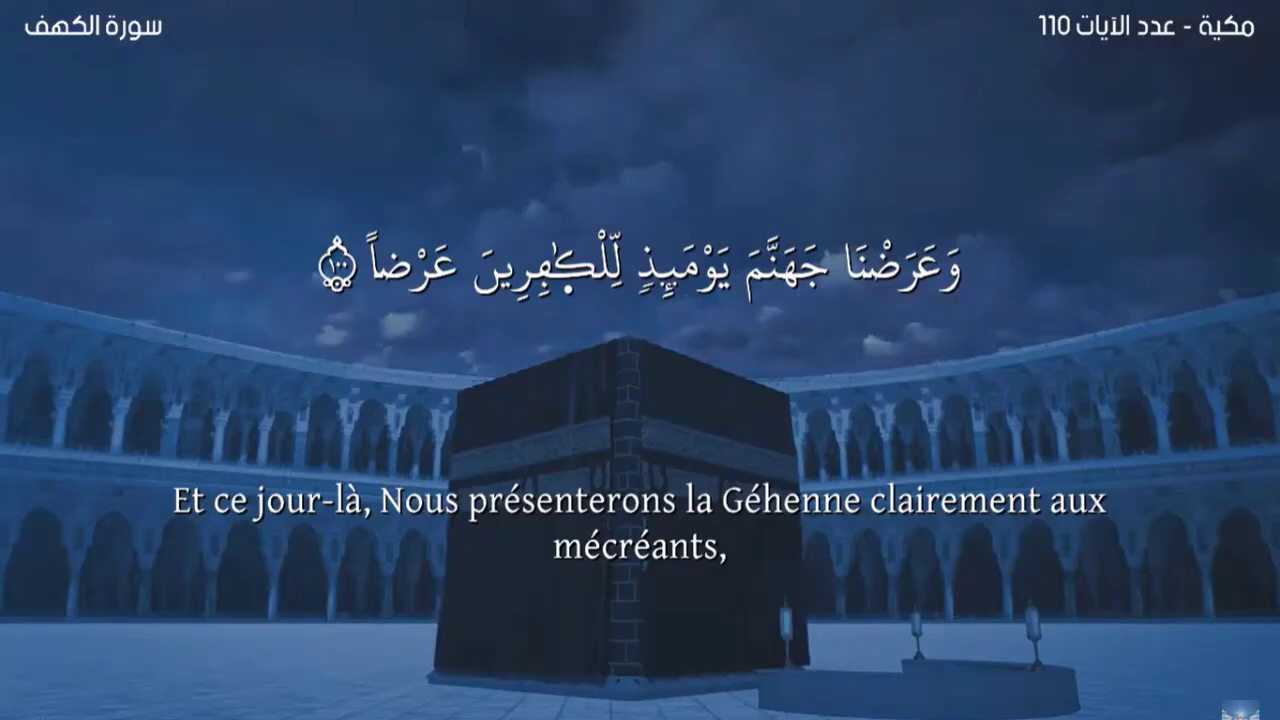 مكية - عدد الآيات 110
سورة الكهف
وَعَرَضْنَا جَهَنَّمَ يَوْمَئِذٍ لِّلْكَٰفِرِينَ عَرْضاً ١٠٠
Et ce jour-là, Nous présenterons la Géhenne clairement aux
mécréants,